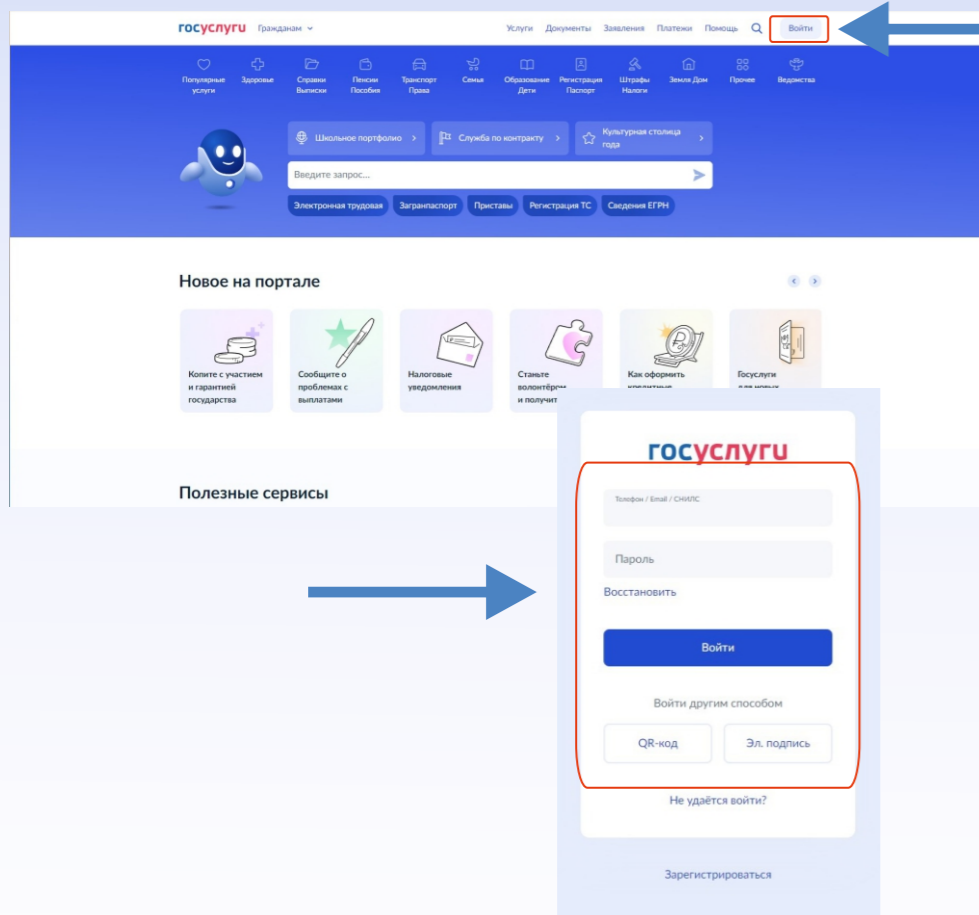 госуслуги Гражданам Услуги Документы Заявления Платежи Помощь Войти
Популярные услуги
Здоровье
Справки Выписки
Пенсии Пособия
Транспорт Права
Семья
Образование Дети
Регистрация Паспорт
Штрафы Налоги
Земля Дом
Прочее
Ведомства
Школьное портфолио
Служба по контракту
Культурная столица
года
Введите запрос...
Электронная трудовая Загранпаспорт Приставы Регистрация ТС Сведения ЕГРН
Новое на портале
Копите с участием
и гарантией
государства
Сообщите о
проблемах с
выплатами
Налоговые
уведомления
Станьте
волонтёром
и получит
Как оформить
кредитные
Госуслуги
для новых
Полезные сервисы
госуслуги
Телефон / Email / СНИЛС
Пароль
Восстановить
Войти
Войти другим способом
QR-код Эл. подпись
Не удаётся войти?
Зарегистрироваться